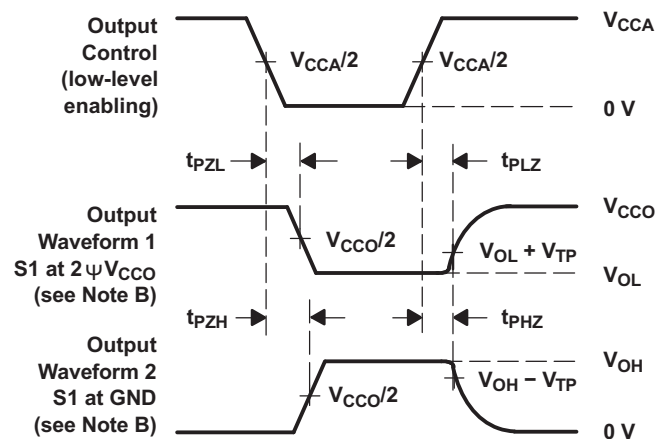 Output
Control
(low-level
enabling)
VCCA/2
VCCA/2
VCCA
0 V
tPZL
tPLZ
Output
Waveform 1
S1 at 2 ψ VCCO
(see Note B)
VCCO/2
VCCO
VOL + VTP
VOL
tPZH
tPHZ
Output
Waveform 2
S1 at GND
(see Note B)
VCCO/2
VOH
VOH − VTP
0 V